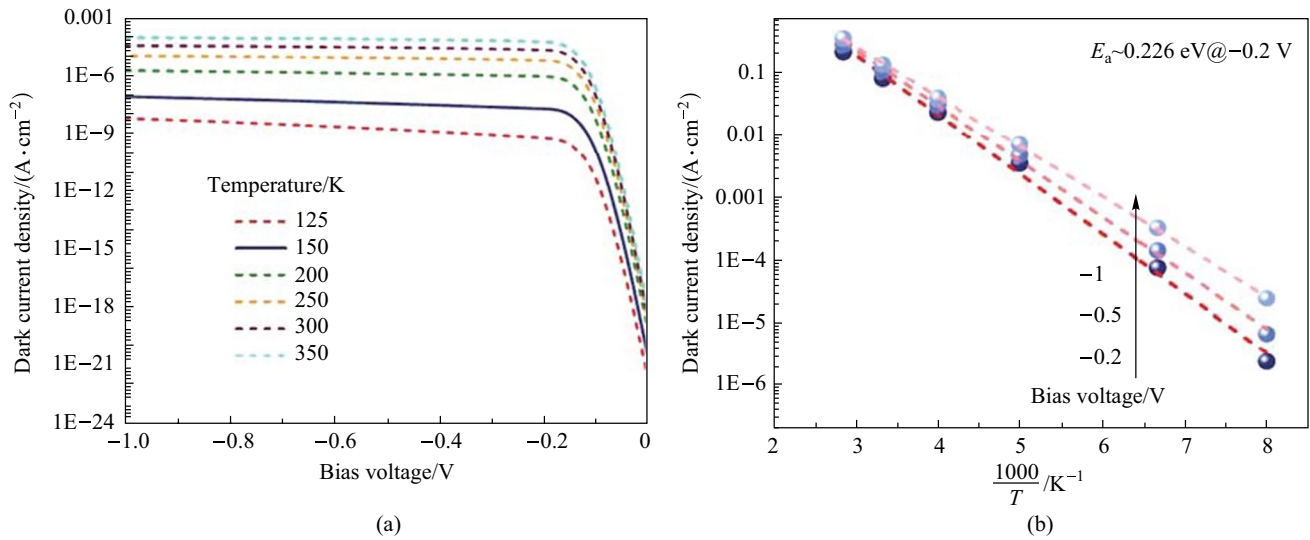 0.001
1E−6
1E−9
1E−12
1E−15
1E−18
1E−21
1E−24
Dark current density/(A·cm−2)
Temperature/K
125
150
200
250
300
350
−1.0
−0.8
−0.6
−0.4
−0.2
0
Bias voltage/V
(a)
Ea~0.226 eV@−0.2 V
0.1
0.01
0.001
1E−4
1E−5
1E−6
Dark current density/(A·cm−2)
−1
−0.5
−0.2
Bias voltage/V
2
3
4
5
6
7
8
1000
T
/K−1
(b)